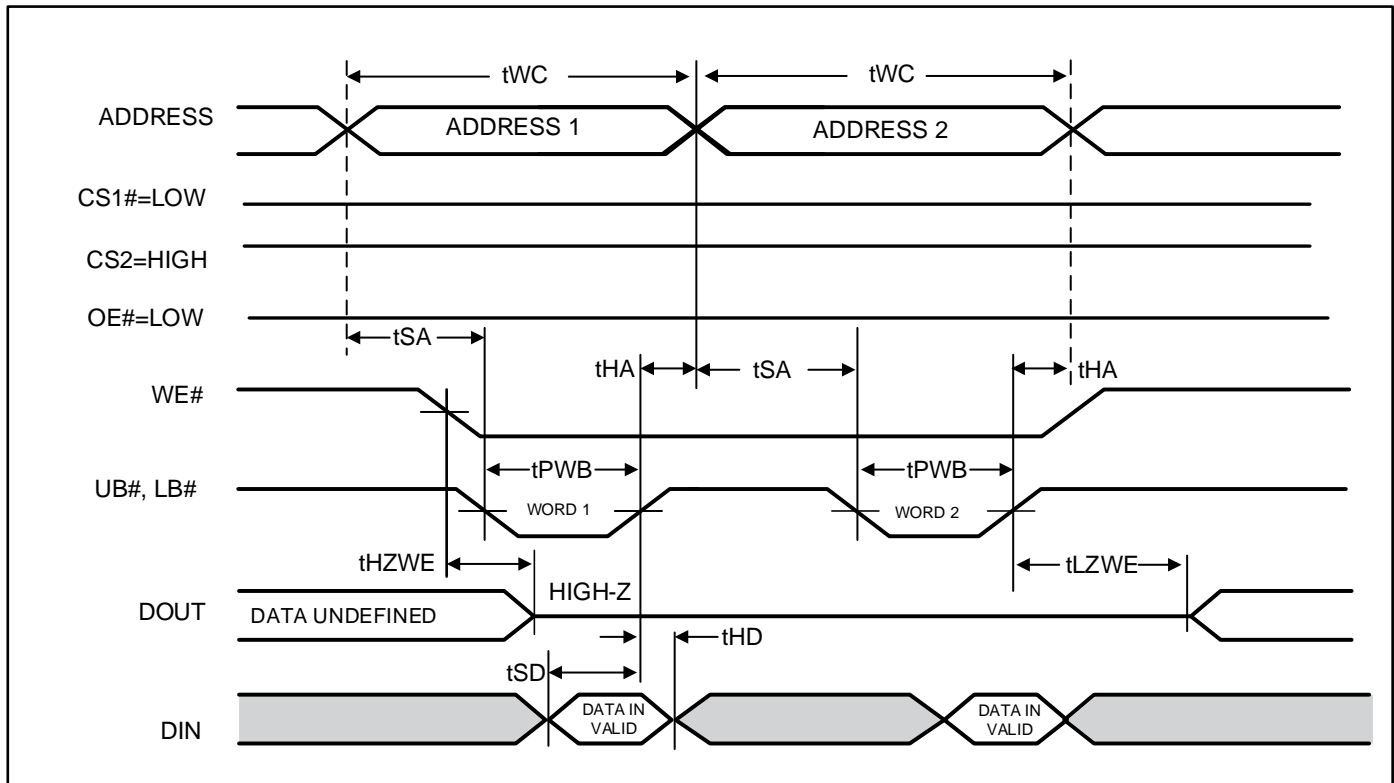 tWC tWC
ADDRESS ADDRESS 1 ADDRESS 2
CS1#=LOW
CS2=HIGH
OE#=LOW
tSA
tHA tSA tHA
WE#
tPWB tPWB
UB#, LB# WORD 1 WORD 2
tHZWE tLZWE
HIGH-Z
DOUT DATA UNDEFINED
tHD
tSD
DIN DATA IN DATA IN
VALID VALID